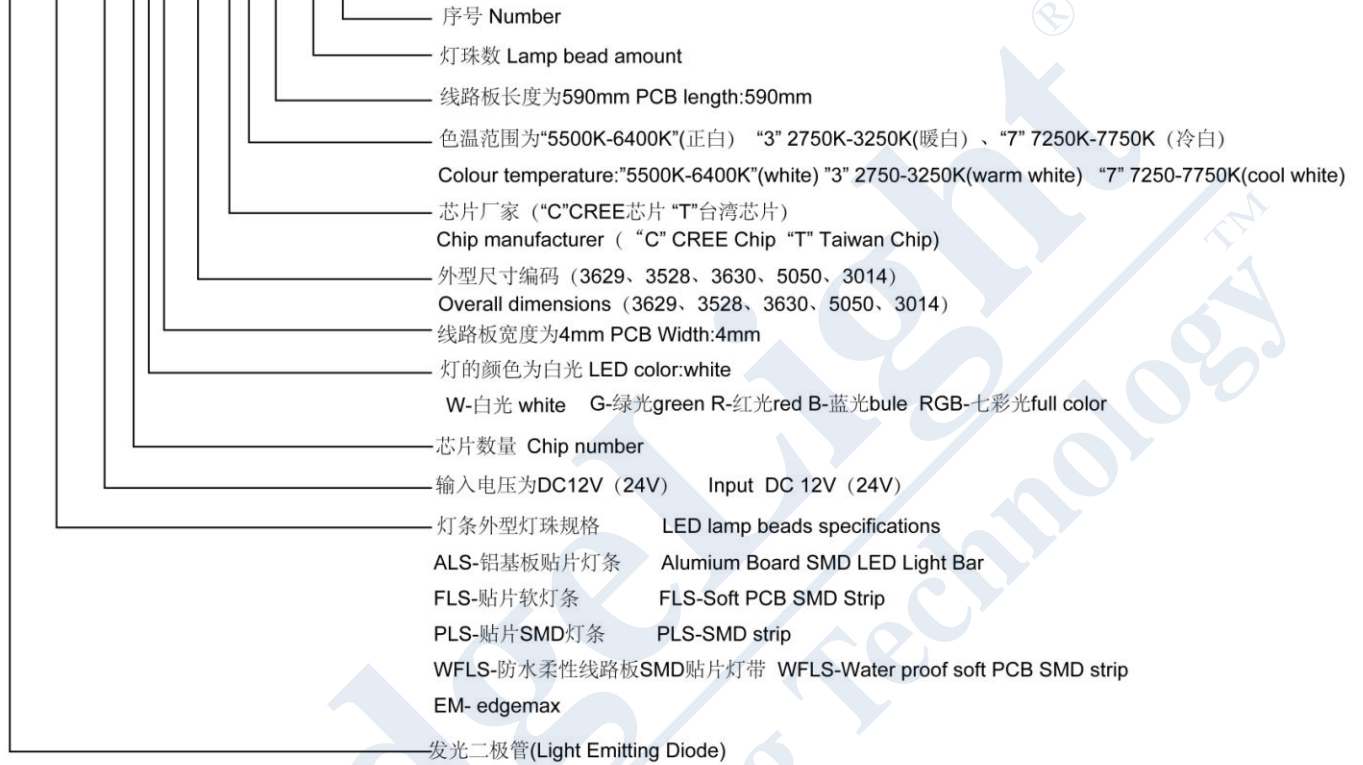 序号 Number
灯珠数 Lamp bead amount
线路板长度为590mm PCB length:590mm
色温范围为“5500K-6400K”(正白） “3” 2750K-3250K(暖白）、“7” 7250K-7750K（冷白）
Colour temperature:”5500K-6400K”(white) ”3” 2750-3250K(warm white) “7” 7250-7750K(cool white)
芯片厂家（“C”CREE芯片 “T”台湾芯片）
Chip manufacturer（ “C” CREE Chip “T” Taiwan Chip)
外型尺寸编码（3629、3528、3630、5050、3014）
Overall dimensions（3629、3528、3630、5050、3014）
线路板宽度为4mm PCB Width:4mm
灯的颜色为白光 LED color:white
W-白光 white G-绿光green R-红光red B-蓝光bule RGB-七彩光full color
芯片数量 Chip number
输入电压为DC12V（24V） Input DC 12V（24V）
灯条外型灯珠规格 LED lamp beads specifications
ALS-铝基板贴片灯条 Alumium Board SMD LED Light Bar
FLS-贴片软灯条 FLS-Soft PCB SMD Strip
PLS-贴片SMD灯条 PLS-SMD strip
WFLS-防水柔性线路板SMD贴片灯带 WFLS-Water proof soft PCB SMD strip
EM- edgemax
发光二极管(Light Emitting Diode)
dgeLight®
Technology™